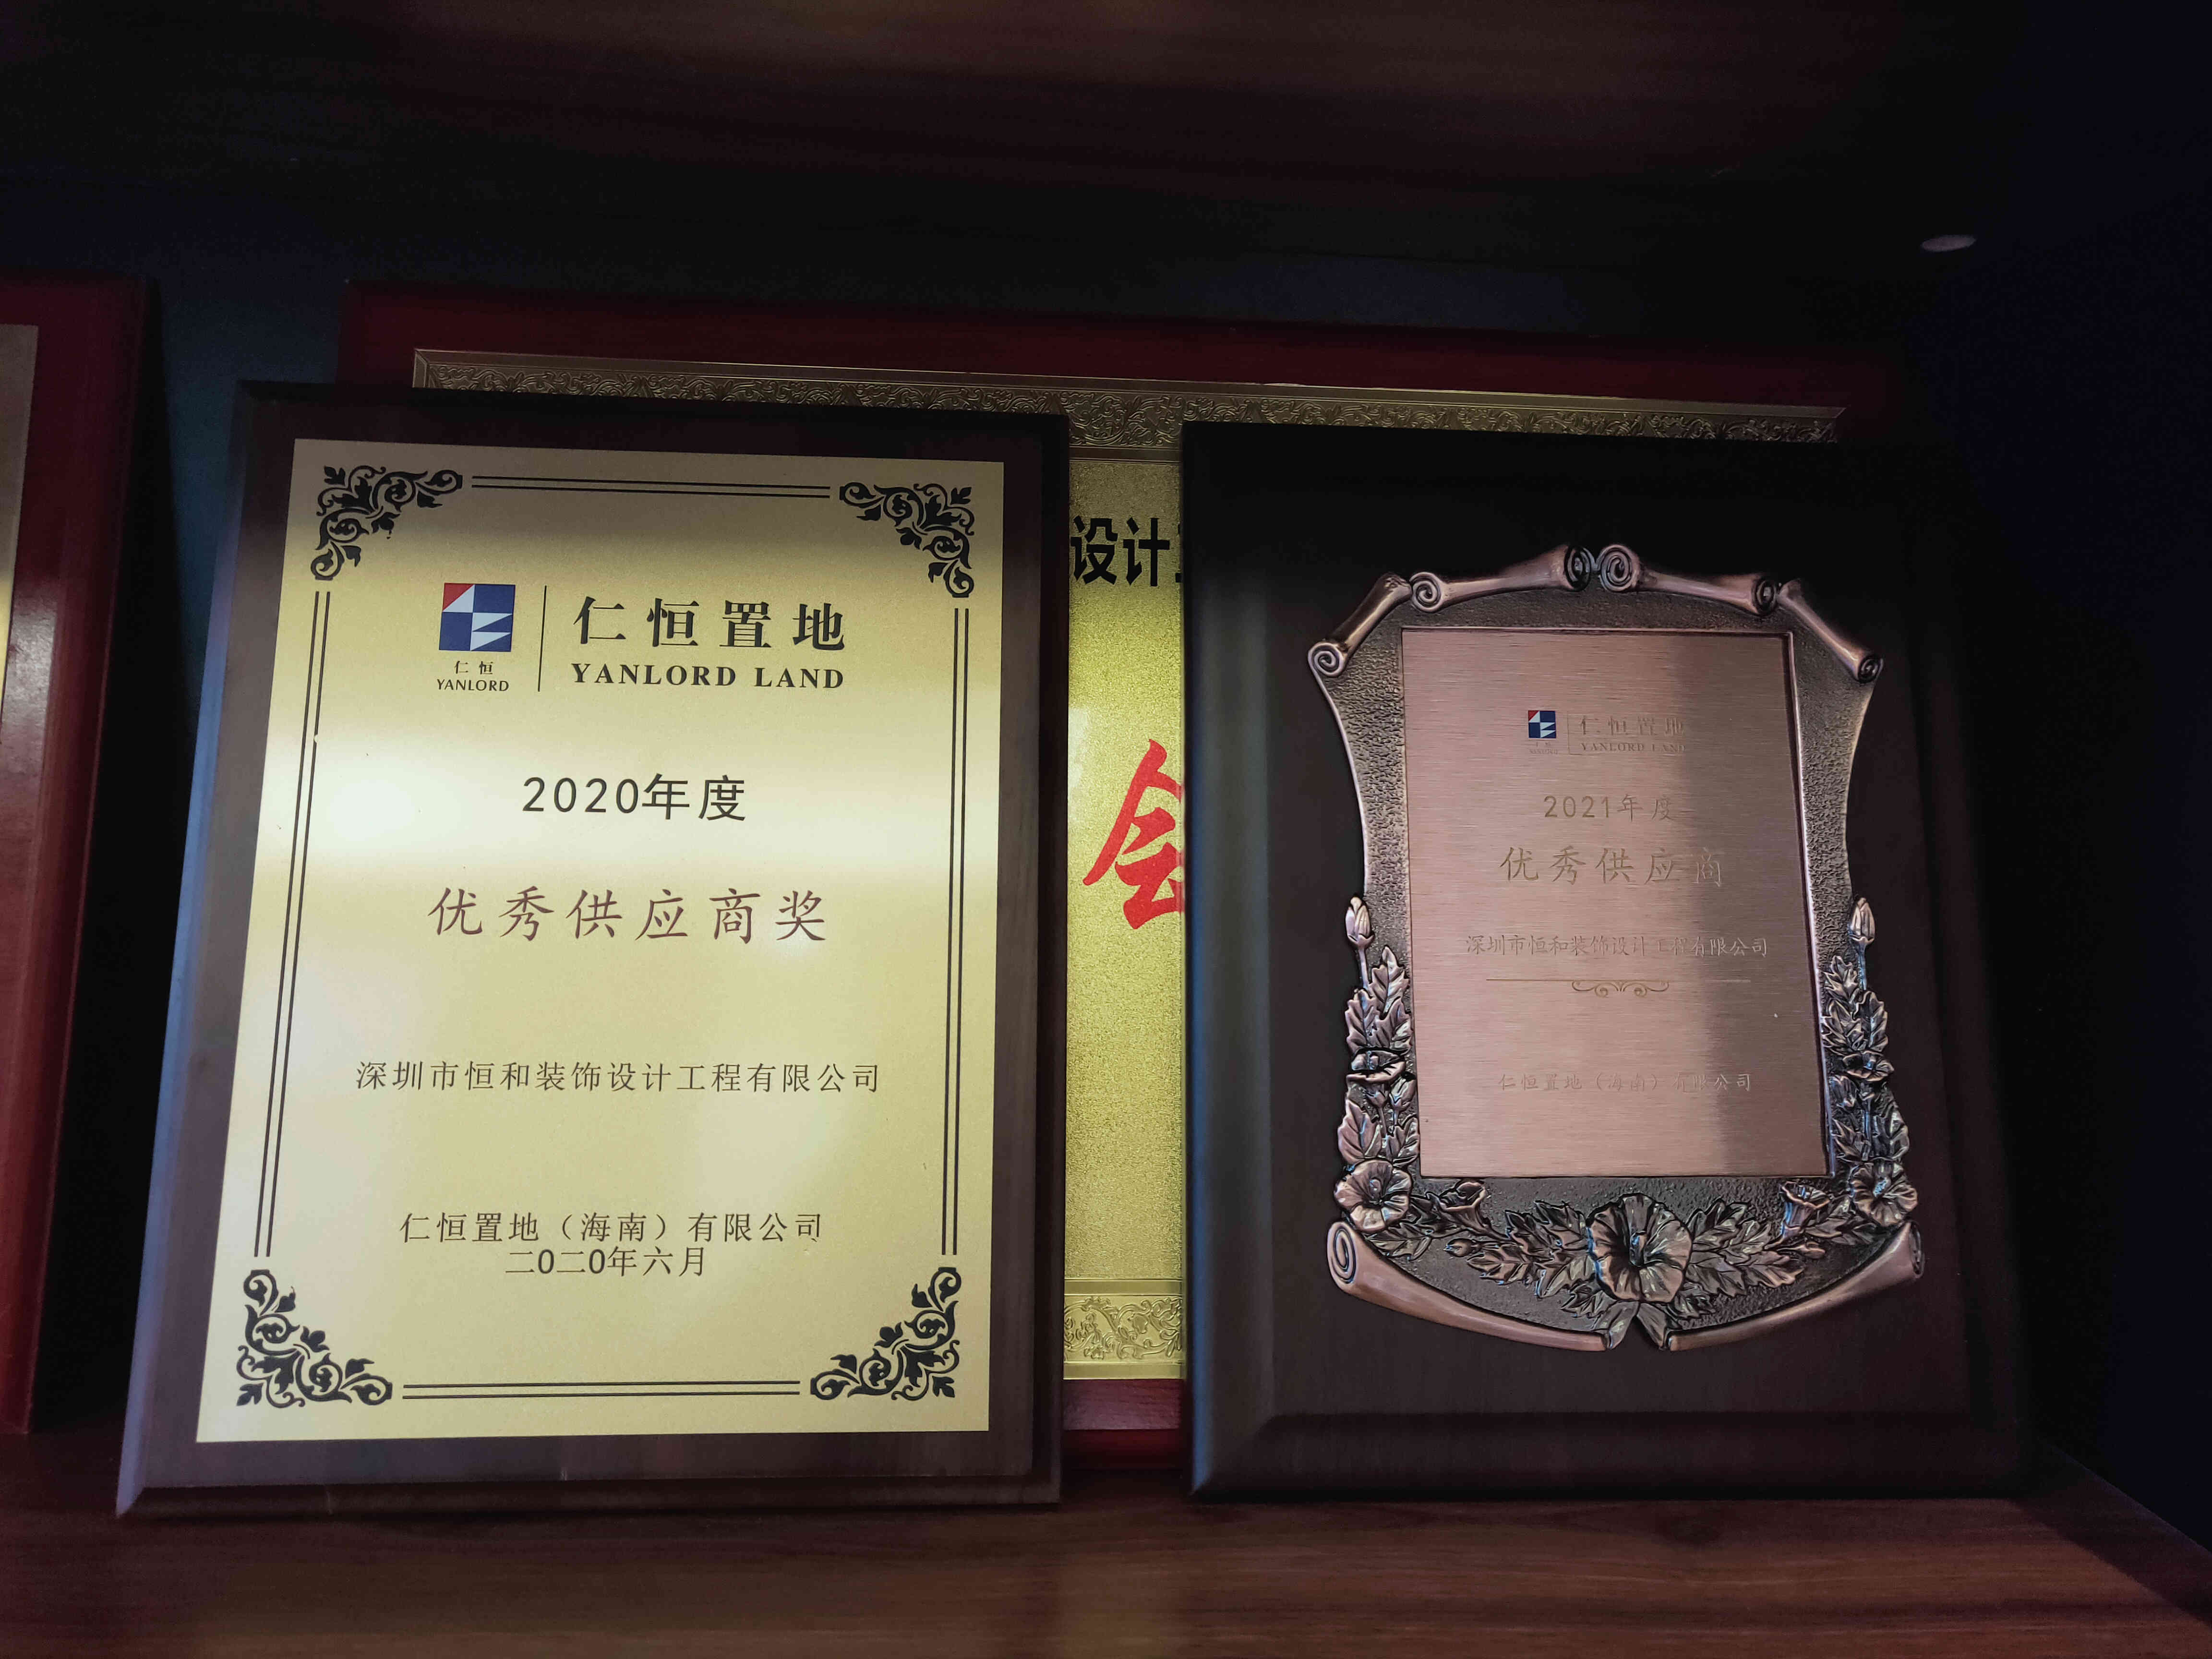 仁恒置地
YANLORD LAND
仁恒
YANLORD
2020年度
优秀供应商奖
深圳市恒和装饰设计工程有限公司
仁恒置地（海南）有限公司
二0二0年六月
设计
会
仁恒置地
YANLORD LAND
2021年度
优秀供应商
深圳市恒和装饰设计工程有限公司
仁恒置地（海南）有限公司